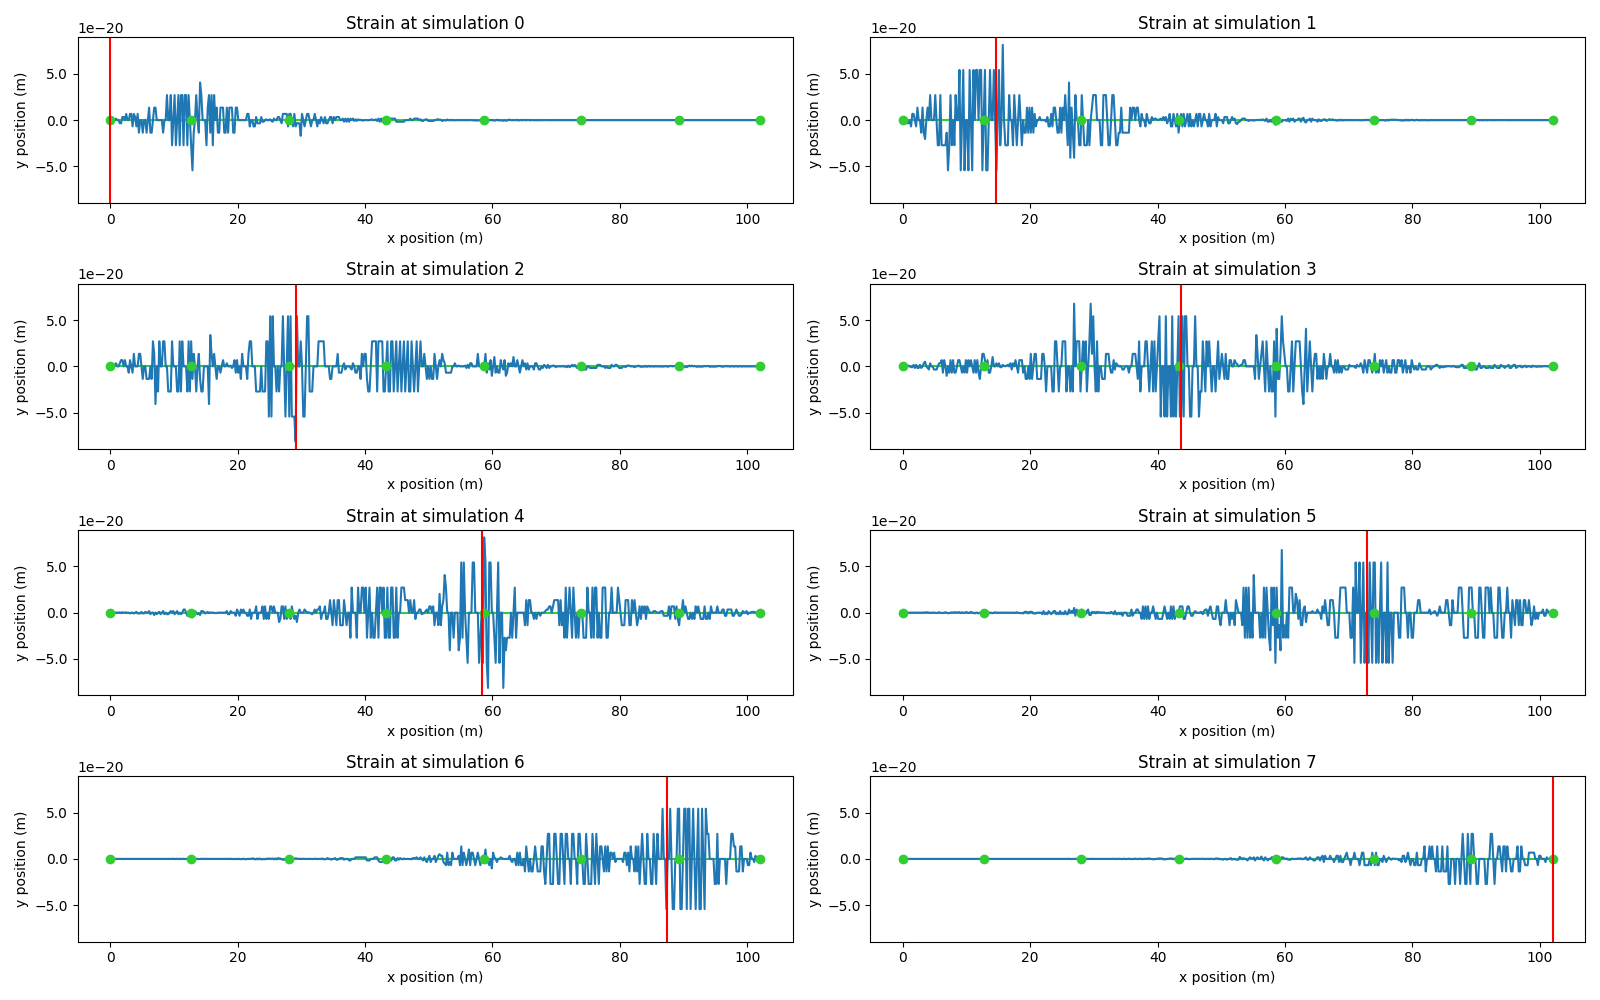 Strain at simulation 0
1e−20
y position (m)
5.0
0.0
−5.0
0 20 40 60 80 100
x position (m)
Strain at simulation 1
1e−20
y position (m)
5.0
0.0
−5.0
0 20 40 60 80 100
x position (m)
Strain at simulation 2
1e−20
y position (m)
5.0
0.0
−5.0
0 20 40 60 80 100
x position (m)
Strain at simulation 3
1e−20
y position (m)
5.0
0.0
−5.0
0 20 40 60 80 100
x position (m)
Strain at simulation 4
1e−20
y position (m)
5.0
0.0
−5.0
0 20 40 60 80 100
x position (m)
Strain at simulation 5
1e−20
y position (m)
5.0
0.0
−5.0
0 20 40 60 80 100
x position (m)
Strain at simulation 6
1e−20
y position (m)
5.0
0.0
−5.0
0 20 40 60 80 100
x position (m)
Strain at simulation 7
1e−20
y position (m)
5.0
0.0
−5.0
0 20 40 60 80 100
x position (m)